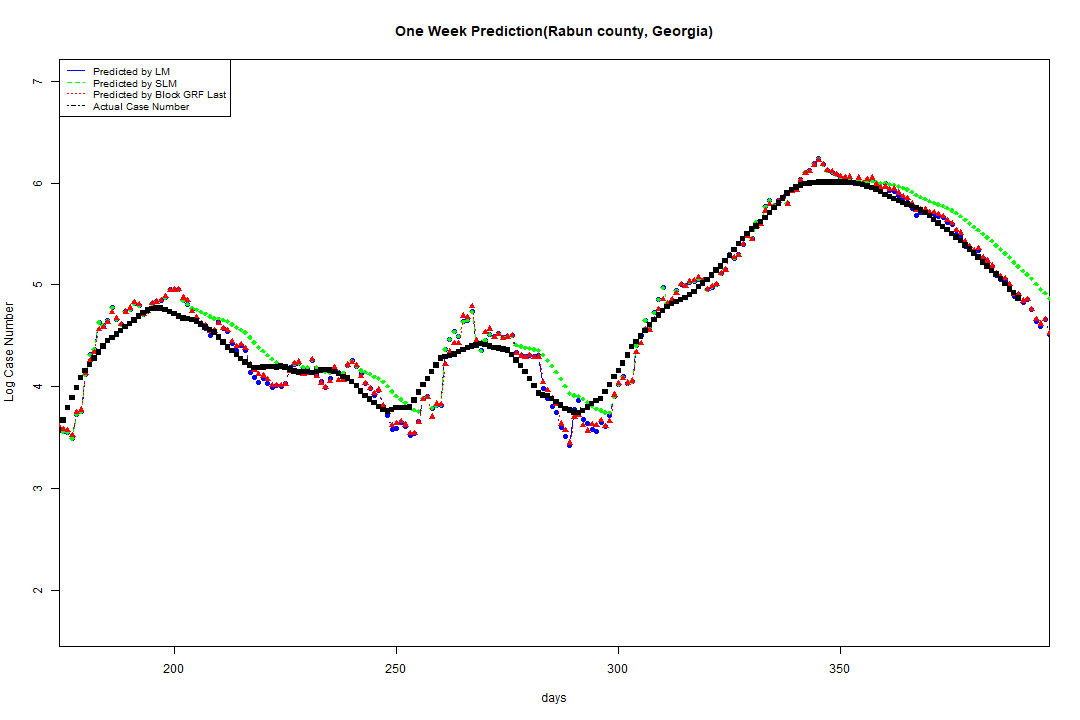 One Week Prediction(Rabun county, Georgia)
Predicted by LM
Predicted by SLM
Predicted by Block GRF Last
Actual Case Number
7
6
5
4
3
2
Log Case Number
200
250
300
350
days